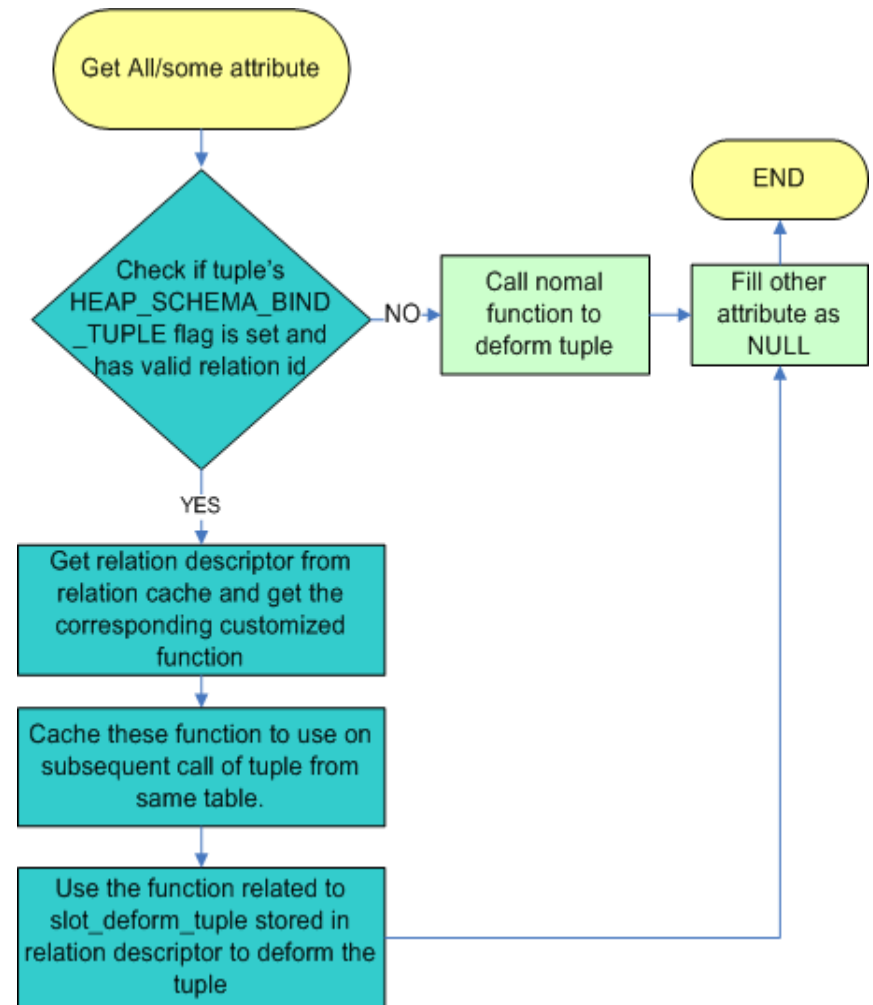 Get All/some attribute
END
Check if tuple's
HEAP_SCHEMA_BIND
_TUPLE flag is set and
has valid relation id
NO
Call nomal
function to
deform tuple
Fill other
attribute as
NULL
YES
Get relation descriptor from
relation cache and get the
corresponding customized
function
Cache these function to use on
subsequent call of tuple from
same table.
Use the function related to
slot_deform_tuple stored in
relation descriptor to deform the
tuple